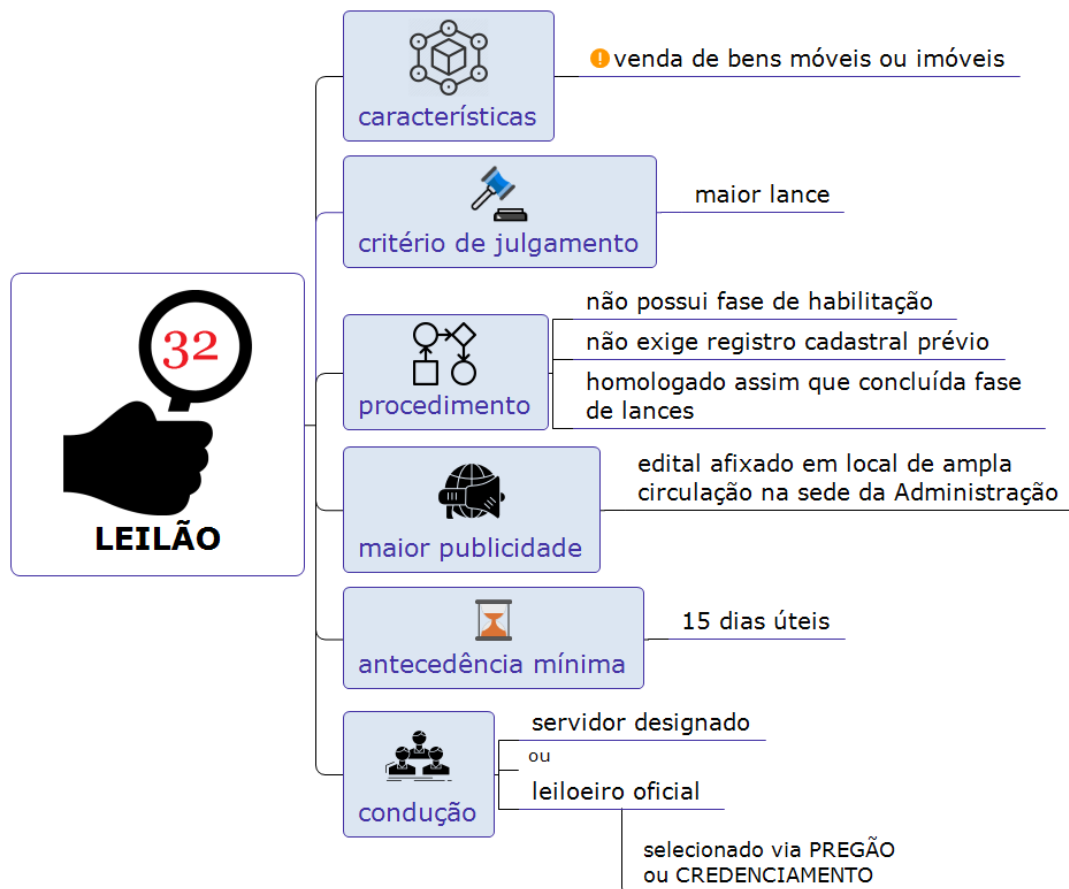 32
LEILÃO
características
venda de bens móveis ou imóveis
critério de julgamento
maior lance
procedimento
não possui fase de habilitação
não exige registro cadastral prévio
homologado assim que concluída fase
de lances
maior publicidade
edital afixado em local de ampla
circulação na sede da Administração
antecedência mínima
15 dias úteis
condução
servidor designado
ou
leiloeiro oficial
selecionado via PREGÃO
ou CREDENCIAMENTO